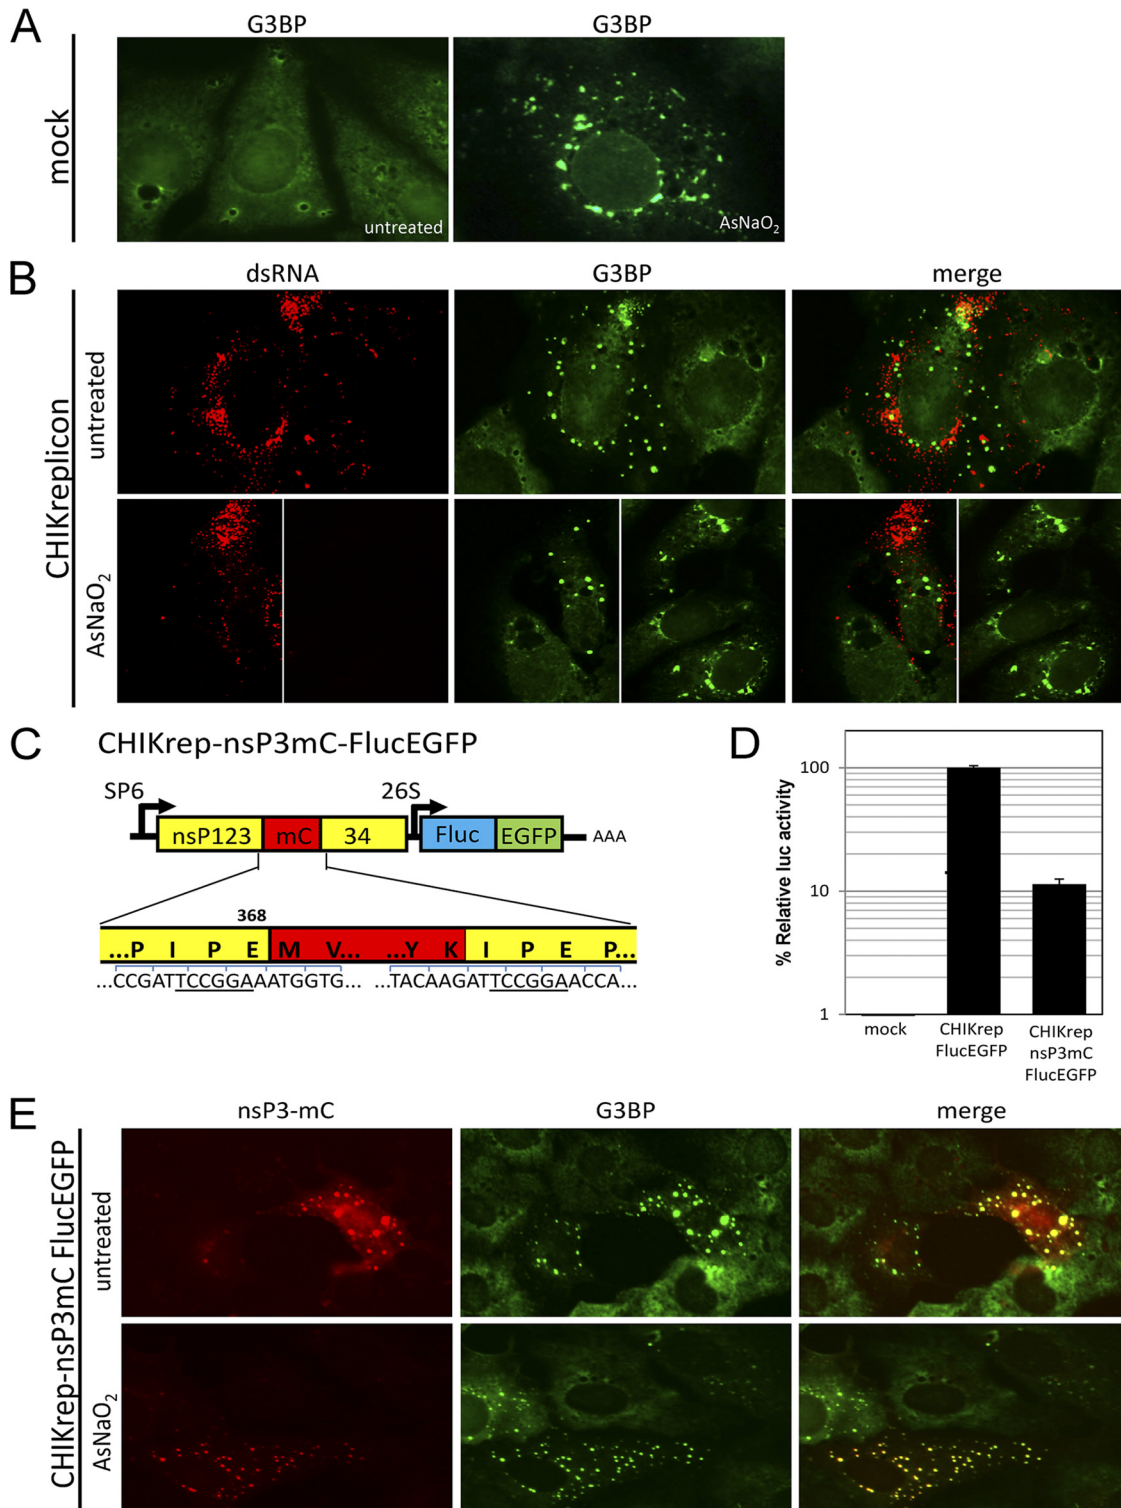 A
G3BP
G3BP
mock
untreated
AsNaO₂
B
dsRNA
G3BP
merge
CHIKreplicon
untreated
AsNaO₂
C
CHIKrep-nsP3mC-FlucEGFP
SP6
26S
nsP123
mC
34
Fluc
EGFP
AAA
368
...P I P E M V... ...Y K I P E P...
...CCGATTCCGGAAATGGTG... ...TACAAGATTCCGGAACCA...
D
% Relative luc activity
100
10
1
mock
CHIKrep
FlucEGFP
CHIKrep
nsP3mC
FlucEGFP
E
nsP3-mC
G3BP
merge
CHIKrep-nsP3mC FlucEGFP
untreated
AsNaO₂